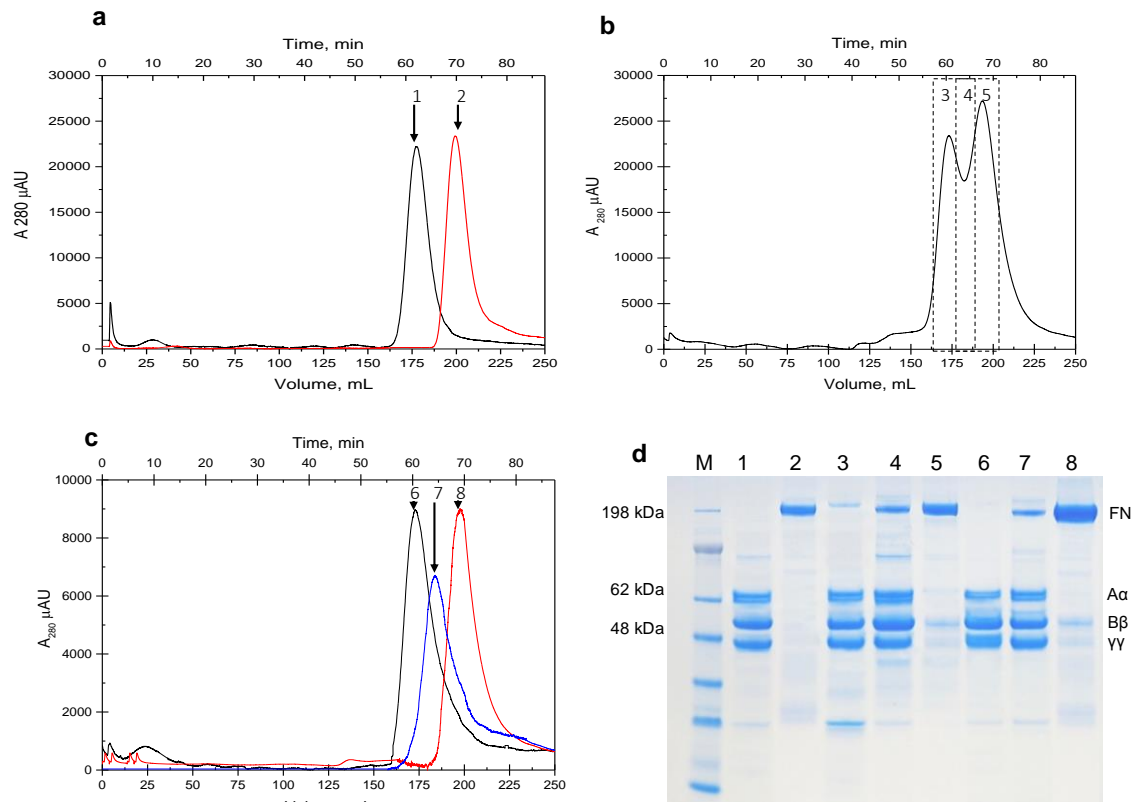 a
Time, min
0 10 20 30 40 50 60 70 80
30000
25000
20000
15000
10000
5000
0
A 280 µAU
1 2
0 25 50 75 100 125 150 175 200 225 250
Volume, mL
b
Time, min
0 10 20 30 40 50 60 70 80
30000
25000
20000
15000
10000
5000
0
A 280 µAU
3 4 5
0 25 50 75 100 125 150 175 200 225 250
Volume, mL
c
Time, min
0 10 20 30 40 50 60 70 80
10000
8000
6000
4000
2000
0
A280 µAU
6 7 8
0 25 50 75 100 125 150 175 200 225 250
d
M 1 2 3 4 5 6 7 8
198 kDa
62 kDa
48 kDa
FN
Aα
Bβ
γγ